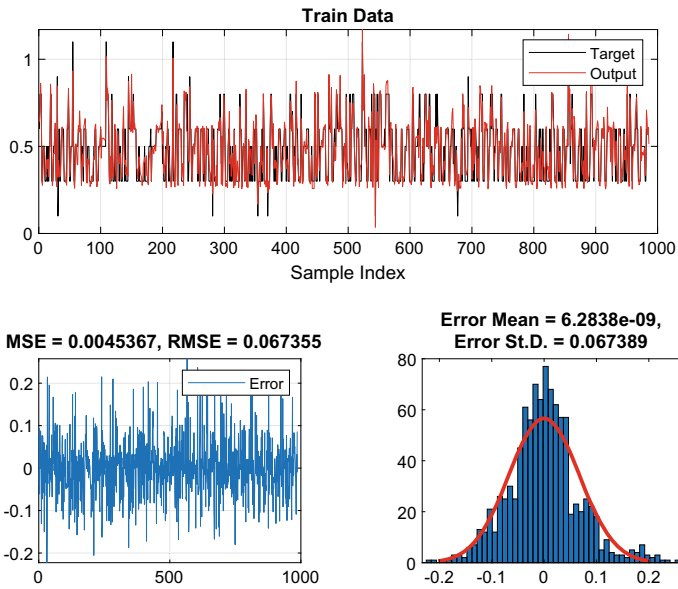 Train Data
1
0.5
0
Target
Output
0 100 200 300 400 500 600 700 800 900 1000
Sample Index
MSE = 0.0045367, RMSE = 0.067355
0.2
0.1
0
-0.1
-0.2
Error
0 500 1000
Error Mean = 6.2838e-09,
Error St.D. = 0.067389
80
60
40
20
0
-0.2 -0.1 0 0.1 0.2